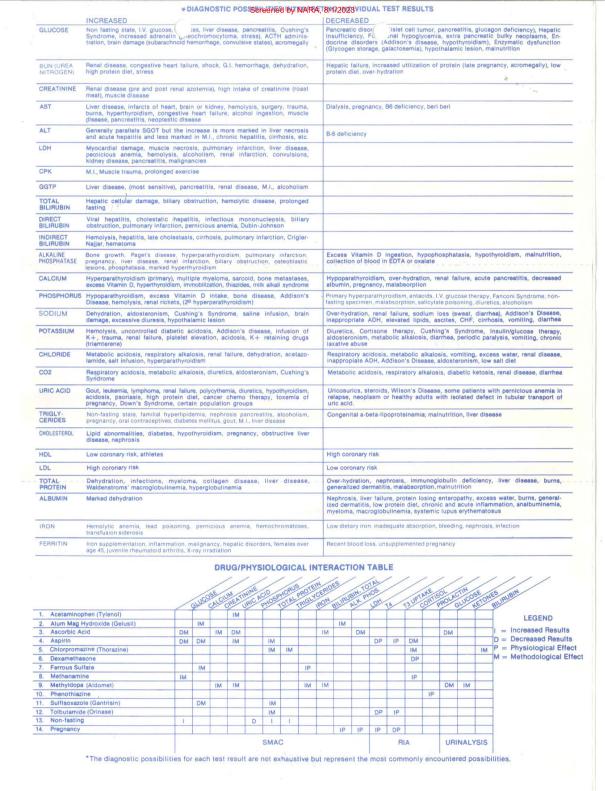 *DIAGNOSTIC POSS VIDUAL TEST RESULTS
Screened by NARA, 8/1/2023
INCREASED DECREASED
GLUCOSE Non fasting state, I.V. glucose, es, liver disease, pancreatitis, Cushing's
Syndrome, increased adrenalin eochromocytoma, stress), ACTH administration, brain damage (subarachnoid hemorrhage, convulsive states), acromegaly
Pancreatic disor islet cell tumor, pancreatitis, glucagon deficiency), Hepatic
insufficiency, nal hypoglycemia, extra pancreatic bulky neoplasms, Endocrine disorders (Addison's disease, hypothyroidism), Enzymatic dysfunction
(Glycogen storage, galactosemia), hypothalamic lesion, malnutrition
BUN (UREA NITROGEN) Renal disease, congestive heart failure, shock, G.I. hemorrhage, dehydration,
high protein diet, stress
Hepatic failure, increased utilization of protein (late pregnancy, acromegaly), low
protein diet, over-hydration
CREATININE Renal disease (pre and post renal azotemia), high intake of creatinine (roast
meat), muscle disease
AST Liver disease, infarcts of heart, brain or kidney, hemolysis, surgery, trauma,
burns, hyperthyroidism, congestive heart failure, alcohol ingestion, muscle
disease, pancreatitis, neoplastic disease
Dialysis, pregnancy, B6 deficiency, beri beri
ALT Generally parallels SGOT but the increase is more marked in liver necrosis
and acute hepatitis and less marked in M.I., chronic hepatitis, cirrhosis, etc.
B-6 deficiency
LDH Myocardial damage, muscle necrosis, pulmonary infarction, liver disease,
pernicious anemia, hemolysis, alcoholism, renal infarction, convulsions,
kidney disease, pancreatitis, malignancies
CPK M.I., Muscle trauma, prolonged exercise
GGTP Liver disease, (most sensitive), pancreatitis, renal disease, M.I., alcoholism
TOTAL BILIRUBIN Hepatic cellular damage, biliary obstruction, hemolytic disease, prolonged
fasting
DIRECT BILIRUBIN Viral hepatitis, cholestatic hepatitis, infectious mononucleosis, biliary
obstruction, pulmonary infarction, pernicious anemia, Dubin-Johnson
INDIRECT BILIRUBIN Hemolysis, hepatitis, late cholestasis, cirrhosis, pulmonary infarction, Crigler-
Najjar, hematoma
ALKALINE PHOSPHATASE Bone growth, Paget's disease, hyperparathyroidism, pulmonary infarction,
pregnancy, liver disease, renal infarction, biliary obstruction, osteoblastic
lesions, phosphatasia, marked hyperthyroidism
Excess Vitamin D ingestion, hypophosphatasia, hypothyroidism, malnutrition,
collection of blood in EDTA or oxalate
CALCIUM Hyperparathyroidism (primary), multiple myeloma, sarcoid, bone metastases,
excess Vitamin D, hyperthyroidism, immobilization, thiazides, milk alkali syndrome
Hypoparathyroidism, over-hydration, renal failure, acute pancreatitis, decreased
albumin, pregnancy, malabsorption
PHOSPHORUS Hypoparathyroidism, excess Vitamin D intake, bone disease, Addison's
Disease, hemolysis, renal rickets, (2º hyperparathyroidism)
Primary hyperparathyroidism, antacids, I.V. glucose therapy, Fanconi Syndrome, non-
fasting specimen, malabsorption, salicylate poisoning, diuretics, alcoholism
SODIUM Dehydration, aldosteronism, Cushing's Syndrome, saline infusion, brain
damage, excessive diuresis, hypothalamic lesion
Over-hydration, renal failure, sodium loss (sweat, diarrhea), Addison's Disease,
inappropriate ADH, elevated lipids, ascites, CHF, cirrhosis, vomiting, diarrhea
POTASSIUM Hemolysis, uncontrolled diabetic acidosis, Addison's disease, infusion of
K+, trauma, renal failure, platelet elevation, acidosis, K+ retaining drugs
(triamterene)
Diuretics, Cortisone therapy, Cushing's Syndrome, Insulin/glucose therapy,
aldosteronism, metabolic alkalosis, diarrhea, periodic paralysis, vomiting, chronic
laxative abuse
CHLORIDE Metabolic acidosis, respiratory alkalosis, renal failure, dehydration, acetazo-
lamide, salt infusion, hyperparathyroidism
Respiratory acidosis, metabolic alkalosis, vomiting, excess water, renal disease,
inappropriate ADH, Addison's Disease, aldosteronism, low salt diet
CO2 Respiratory acidosis, metabolic alkalosis, diuretics, aldosteronism, Cushing's
Syndrome
Metabolic acidosis, respiratory alkalosis, diabetic ketosis, renal disease, diarrhea
URIC ACID Gout, leukemia, lymphoma, renal failure, polycythemia, diuretics, hypothyroidism,
acidosis, psoriasis, high protein diet, cancer chemo therapy, toxemia of
pregnancy, Down's Syndrome, certain population groups
Uricosurics, steroids, Wilson's Disease, some patients with pernicious anemia in
relapse, neoplasm or healthy adults with isolated defect in tubular transport of
uric acid.
TRIGLY- CERIDES Non-fasting state, familial hyperlipidemia, nephrosis pancreatitis, alcoholism,
pregnancy, oral contraceptives, diabetes mellitus, gout, M.I., liver disease
Congenital a-beta-lipoproteinemia, malnutrition, liver disease
CHOLESTEROL Lipid abnormalities, diabetes, hypothyroidism, pregnancy, obstructive liver
disease, nephrosis
HDL Low coronary risk, athletes High coronary risk
LDL High coronary risk Low coronary risk
TOTAL PROTEIN Dehydration, infections, myeloma, collagen disease, liver disease,
Waldenstroms' macroglobulinemia, hyperglobulinemia
Over-hydration, nephrosis, immunoglobulin deficiency, liver disease, burns,
generalized dermatitis, malabsorption, malnutrition
ALBUMIN Marked dehydration
Nephrosis, liver failure, protein losing enteropathy, excess water, burns, general-
ized dermatitis, low protein diet, chronic and acute inflammation, analbuminemia,
myeloma, macroglobulinemia, systemic lupus erythematosus
IRON Hemolytic anemia, lead poisoning, pernicious anemia, hemochromatoses,
transfusion siderosis
Low dietary iron, inadequate absorption, bleeding, nephrosis, infection
FERRITIN Iron supplementation, inflammation, malignancy, hepatic disorders, females over
age 45, juvenile rheumatoid arthritis, X-ray irradiation
Recent blood loss, unsupplemented pregnancy
DRUG/PHYSIOLOGICAL INTERACTION TABLE
GLUCOSE CALCIUM CREATININE URIC ACID PHOSPHORUS TOTAL PROTEIN TRIGLYCERIDES IRON BILIRUBIN, TOTAL ALK. PHOS. LDH T4 T3 UPTAKE CORTISOL PROLACTIN GLUCOSE KETONES BILIRUBIN
1. Acetaminophen (Tylenol) IM
2. Alum Mag Hydroxide (Gelusil) IM IM
3. Ascorbic Acid DM IM DM IM DM DM
4. Aspirin DM DM IM IM DP IP DM
5. Chlorpromazine (Thorazine) IM IM IM IM
6. Dexamethasone DP
7. Ferrous Sulfate IM IP
8. Methenamine IM IP
9. Methyldopa (Aldomet) IM IM IM IM DM IM
10. Phenothiazine IP
11. Sulfisoxazole (Gantrisin) DM IM
12. Tolbutamide (Orinase) IM DP IP
13. Non-fasting I D I I
14. Pregnancy IP IP IP DP
SMAC RIA URINALYSIS
LEGEND
I = Increased Results
D = Decreased Results
P = Physiological Effect
M = Methodological Effect
*The diagnostic possibilities for each test result are not exhaustive but represent the most commonly encountered possibilities.